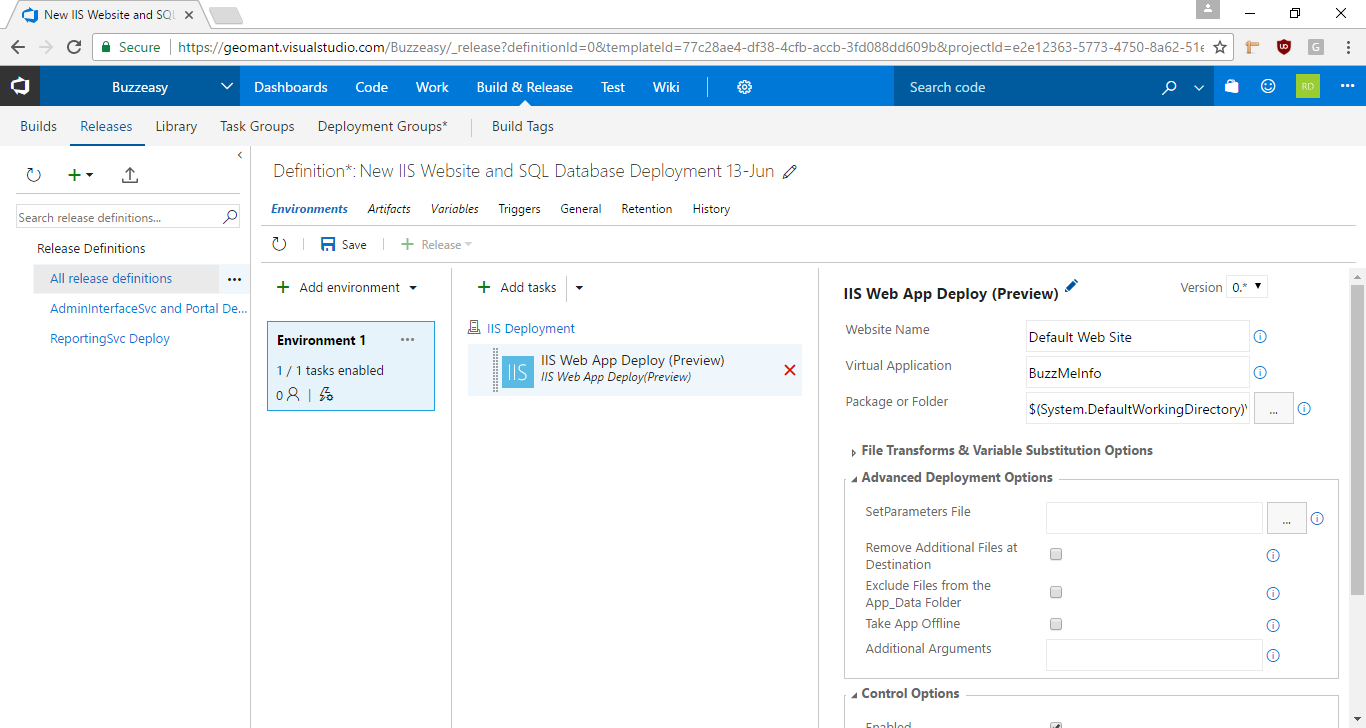 New IIS Website and SQL
Secure
https://geomant.visualstudio.com/Buzzeasy/_release?definitionId=0&templateId=77c28ae4-df38-4cfb-accb-3fd088dd609b&projectId=e2e12363-5773-4750-8a62-51e
G
Buzzeasy
Dashboards Code Work Build & Release Test Wiki
Search code
RD
Builds Releases Library Task Groups Deployment Groups* Build Tags
Search release definitions...
Release Definitions
All release definitions
AdminInterfaceSvc and Portal De...
ReportingSvc Deploy
Definition*: New IIS Website and SQL Database Deployment 13-Jun
Environments Artifacts Variables Triggers General Retention History
Save Release
Add environment
Environment 1
1 / 1 tasks enabled
0
Add tasks
IIS Deployment
IIS
IIS Web App Deploy (Preview)
IIS Web App Deploy(Preview)
IIS Web App Deploy (Preview)
Version 0.*
Website Name Default Web Site
Virtual Application BuzzMeInfo
Package or Folder $(System.DefaultWorkingDirectory)\ ...
File Transforms & Variable Substitution Options
Advanced Deployment Options
SetParameters File ...
Remove Additional Files at
Destination
Exclude Files from the
App_Data Folder
Take App Offline
Additional Arguments
Control Options
Enabled